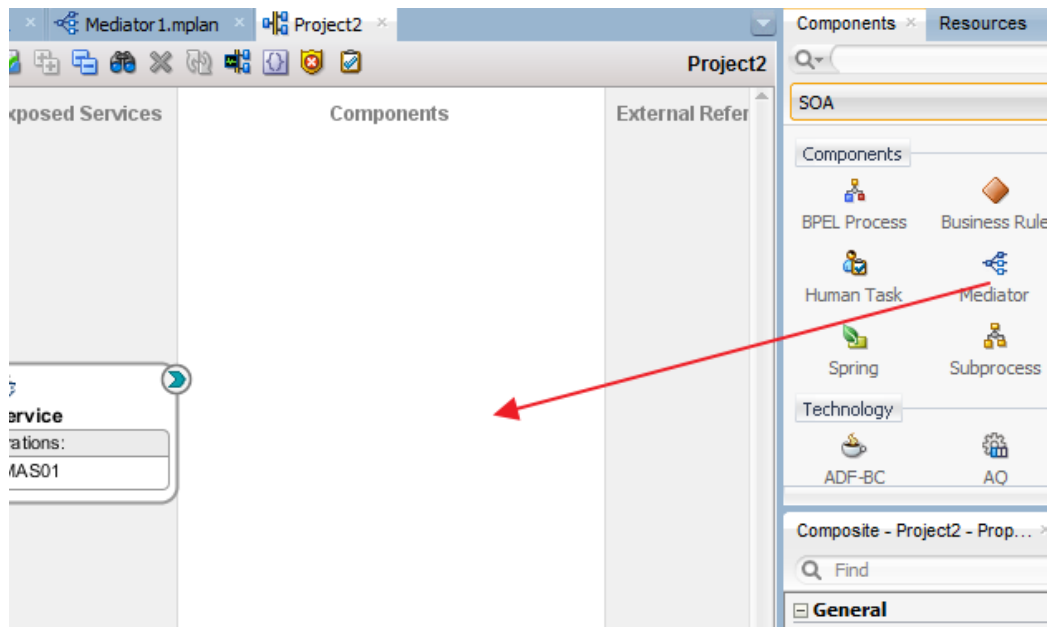 Mediator1.mplan
Project2
Components
Resources
Project2
xposed Services
Components
External Refer
SOA
Components
BPEL Process
Business Rule
Human Task
Mediator
Spring
Subprocess
Technology
ADF-BC
AQ
ervice
rations:
MAS01
Composite - Project2 - Prop...
Find
General